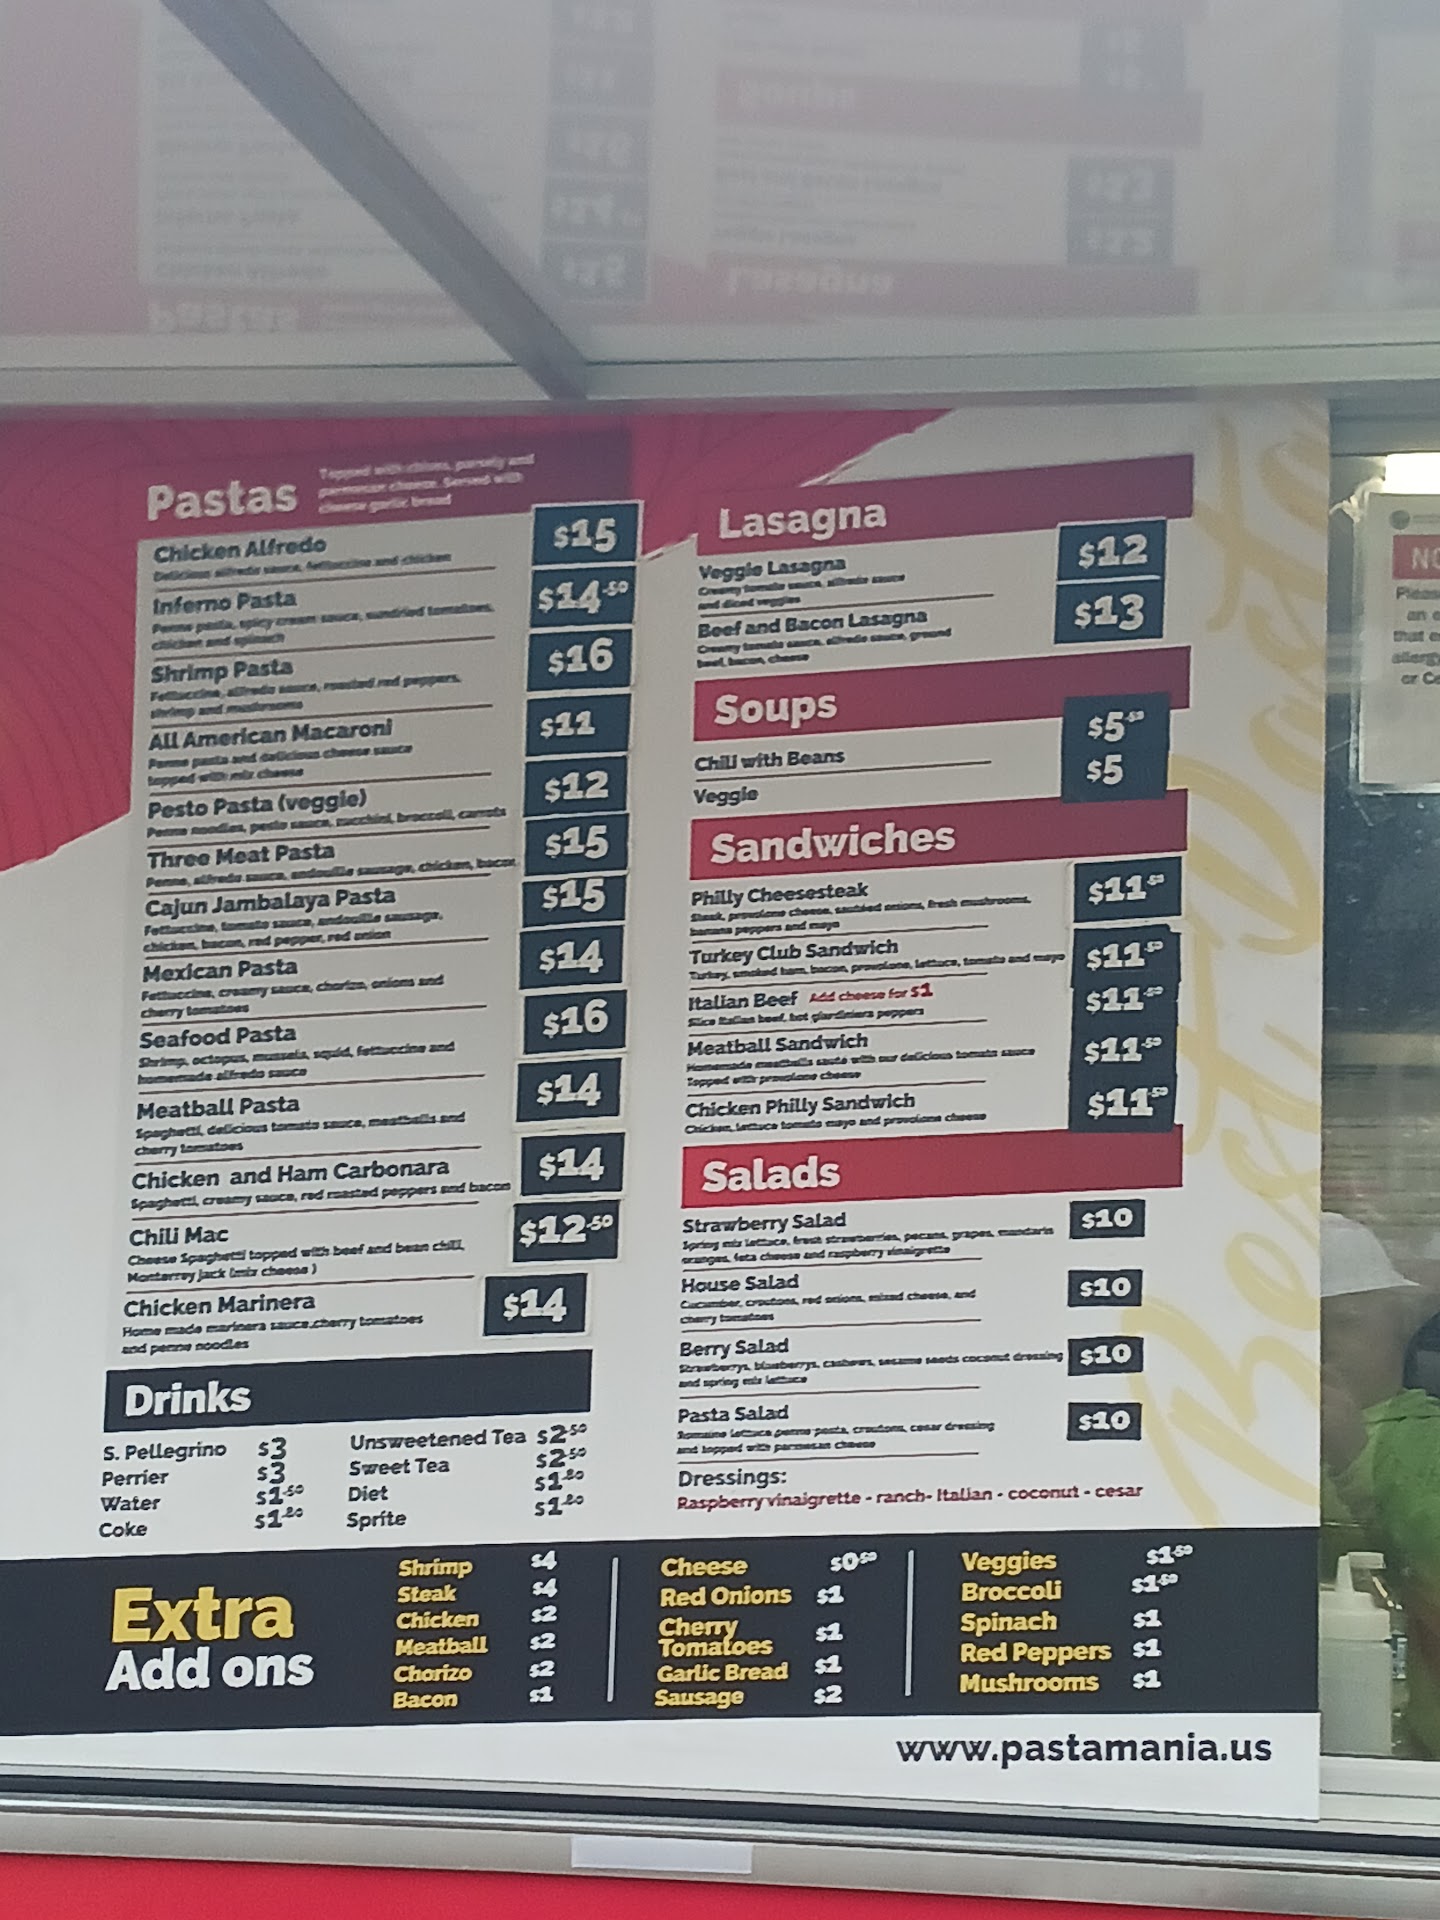 Pastas
Topped with chives, parsely and
parmesan cheese. Served with
cheese garlic bread
Chicken Alfredo $15
Delicious alfredo sauce, fettuccine and chicken
Inferno Pasta $14.50
Penne pasta, spicy cream sauce, sundried tomatoes,
chicken and spinach
Shrimp Pasta $16
Fettuccine, alfredo sauce, roasted red peppers,
shrimp and mushrooms
All American Macaroni $11
Penne pasta and delicious cheese sauce
topped with mix cheese
Pesto Pasta (veggie) $12
Penne noodles, pesto sauce, zucchini, broccoli, carrots
Three Meat Pasta $15
Penne, alfredo sauce, andouille sausage, chicken, bacon
Cajun Jambalaya Pasta $15
Fettuccine, tomato sauce, andouille sausage,
chicken, bacon, red pepper, red onion
Mexican Pasta $14
Fettuccine, creamy sauce, chorizo, onions and
cherry tomatoes
Seafood Pasta $16
Shrimp, octopus, mussels, squid, fettuccine and
homemade alfredo sauce
Meatball Pasta $14
Spaghetti, delicious tomato sauce, meatballs and
cherry tomatoes
Chicken and Ham Carbonara $14
Spaghetti, creamy sauce, red roasted peppers and bacon
Chili Mac $12.50
Cheese Spaghetti topped with beef and bean chili,
Monterrey jack (mix cheese )
Chicken Marinera $14
Home made marinera sauce,cherry tomatoes
and penne noodles
Drinks
S. Pellegrino $3
Perrier $3
Water $1.50
Coke $1.80
Unsweetened Tea $2.50
Sweet Tea $2.50
Diet $1.80
Sprite $1.80
Lasagna
Veggie Lasagna $12
Creamy tomato sauce, alfredo sauce
and diced veggies
Beef and Bacon Lasagna $13
Creamy tomato sauce, alfredo sauce, ground
beef, bacon, cheese
Soups
Chili with Beans $5.50
Veggie $5
Sandwiches
Philly Cheesesteak $11.50
Steak, provolone cheese, sautéed onions, fresh mushrooms,
banana peppers and mayo
Turkey Club Sandwich $11.50
Turkey, smoked ham, bacon, provolone, lettuce, tomato and mayo
Italian Beef Add cheese for $1 $11.50
Slice Italian beef, hot giardiniera peppers
Meatball Sandwich $11.50
Homemade meatballs sauté with our delicious tomato sauce
Topped with provolone cheese
Chicken Philly Sandwich $11.50
Chicken, lettuce tomato mayo and provolone cheese
Salads
Strawberry Salad $10
Spring mix lettuce, fresh strawberries, pecans, grapes, mandarin
oranges, feta cheese and raspberry vinaigrette
House Salad $10
Cucumber, croutons, red onions, mixed cheese, and
cherry tomatoes
Berry Salad $10
Strawberrys, blueberrys, cashews, sesame seeds coconut dressing
and spring mix lettuce
Pasta Salad $10
Romaine lettuce penne pasta, croutons, cesar dressing
and topped with parmesan cheese
Dressings:
Raspberry vinaigrette - ranch- Italian - coconut - cesar
Best Pasta
Extra
Add ons
Shrimp $4
Steak $4
Chicken $2
Meatball $2
Chorizo $2
Bacon $1
Cheese $0.50
Red Onions $1
Cherry
Tomatoes $1
Garlic Bread $1
Sausage $2
Veggies $1.50
Broccoli $1.50
Spinach $1
Red Peppers $1
Mushrooms $1
www.pastamania.us